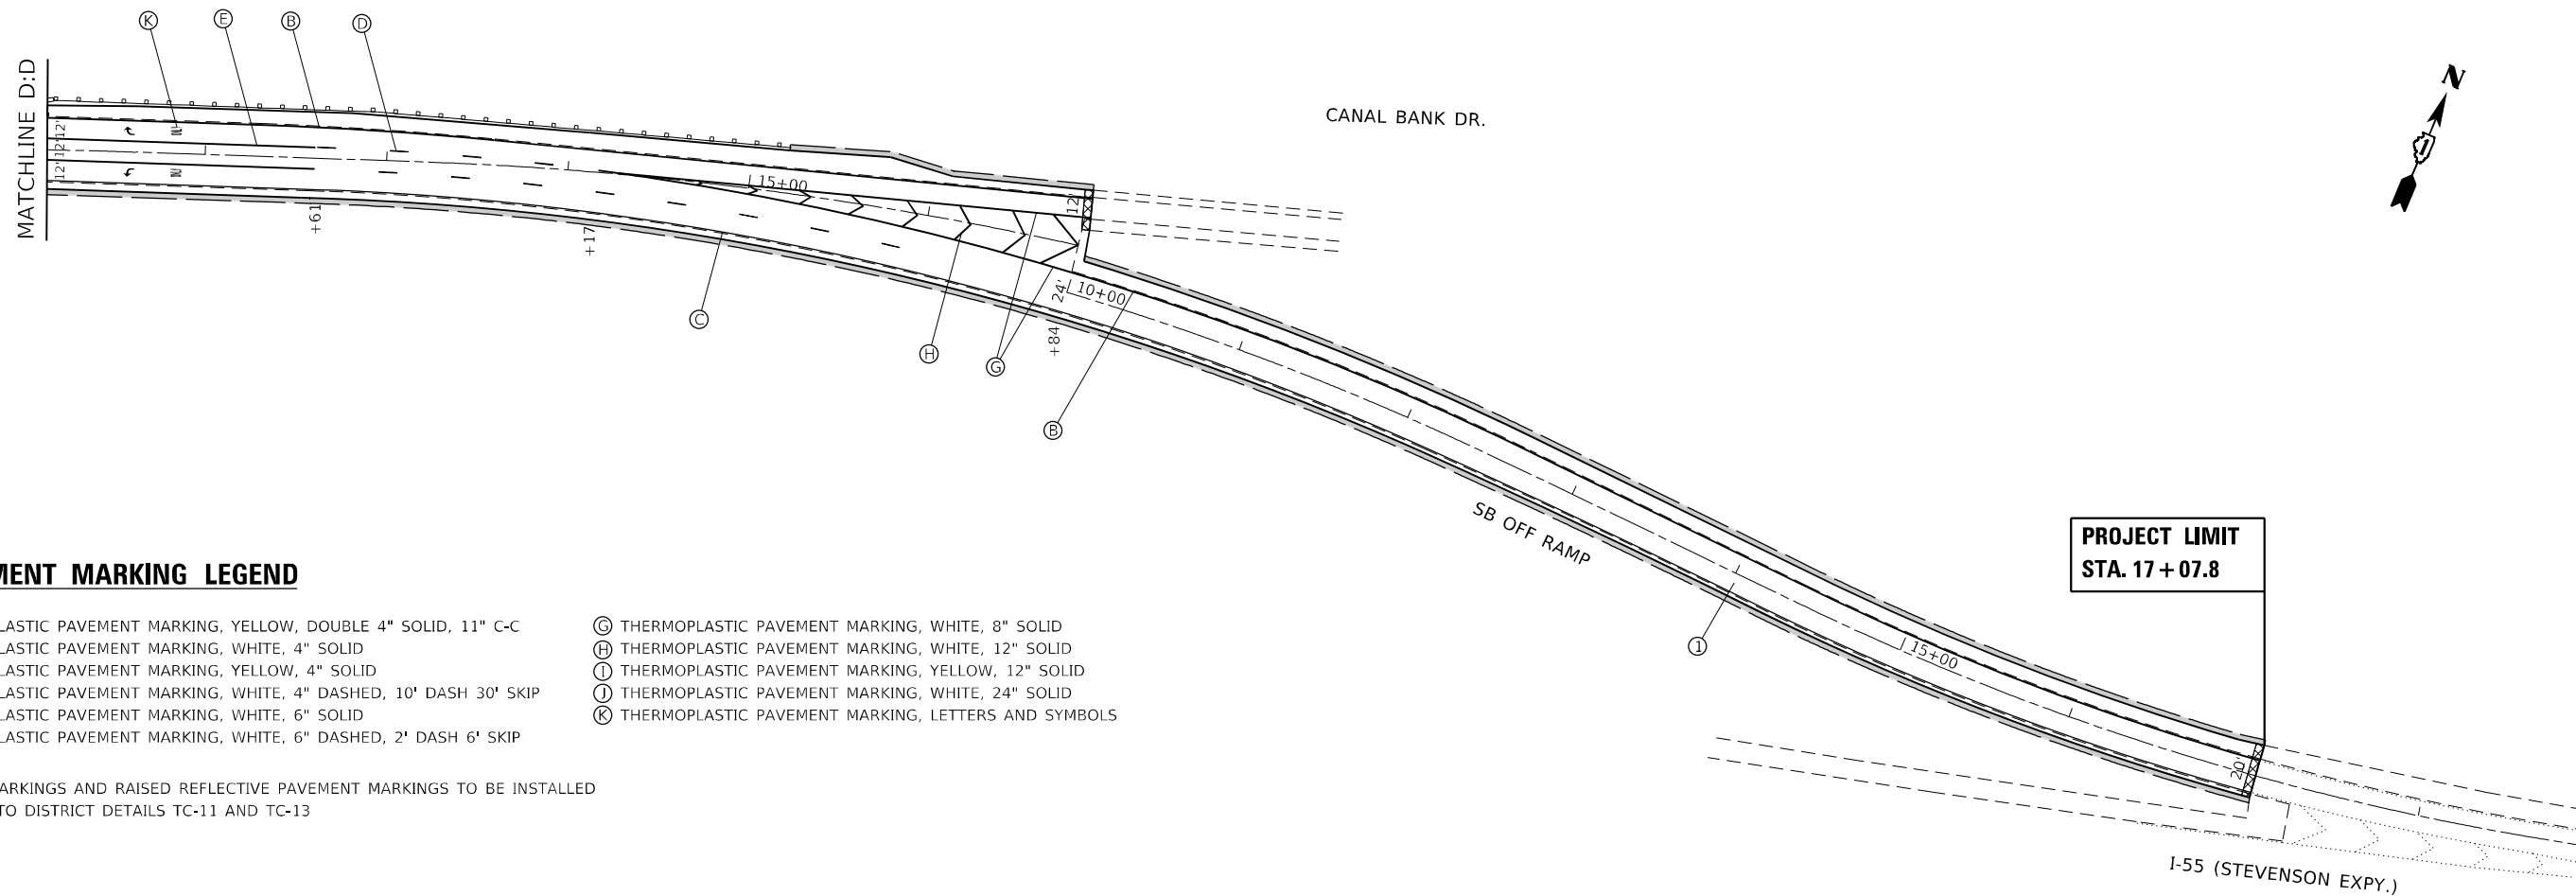 K E B D
MATCHLINE D:D
12' 12' 12'
CANAL BANK DR.
N
15+00
12'
+61
+17
24'
10+00
+84
C
H
G
B
SB OFF RAMP
PROJECT LIMIT
STA. 17+07.8
1
15+00
20'
I-55 (STEVENSON EXPY.)
MENT MARKING LEGEND
LASTIC PAVEMENT MARKING, YELLOW, DOUBLE 4" SOLID, 11" C-C
LASTIC PAVEMENT MARKING, WHITE, 4" SOLID
LASTIC PAVEMENT MARKING, YELLOW, 4" SOLID
LASTIC PAVEMENT MARKING, WHITE, 4" DASHED, 10' DASH 30' SKIP
LASTIC PAVEMENT MARKING, WHITE, 6" SOLID
LASTIC PAVEMENT MARKING, WHITE, 6" DASHED, 2' DASH 6' SKIP
G THERMOPLASTIC PAVEMENT MARKING, WHITE, 8" SOLID
H THERMOPLASTIC PAVEMENT MARKING, WHITE, 12" SOLID
I THERMOPLASTIC PAVEMENT MARKING, YELLOW, 12" SOLID
J THERMOPLASTIC PAVEMENT MARKING, WHITE, 24" SOLID
K THERMOPLASTIC PAVEMENT MARKING, LETTERS AND SYMBOLS
ARKINGS AND RAISED REFLECTIVE PAVEMENT MARKINGS TO BE INSTALLED
TO DISTRICT DETAILS TC-11 AND TC-13